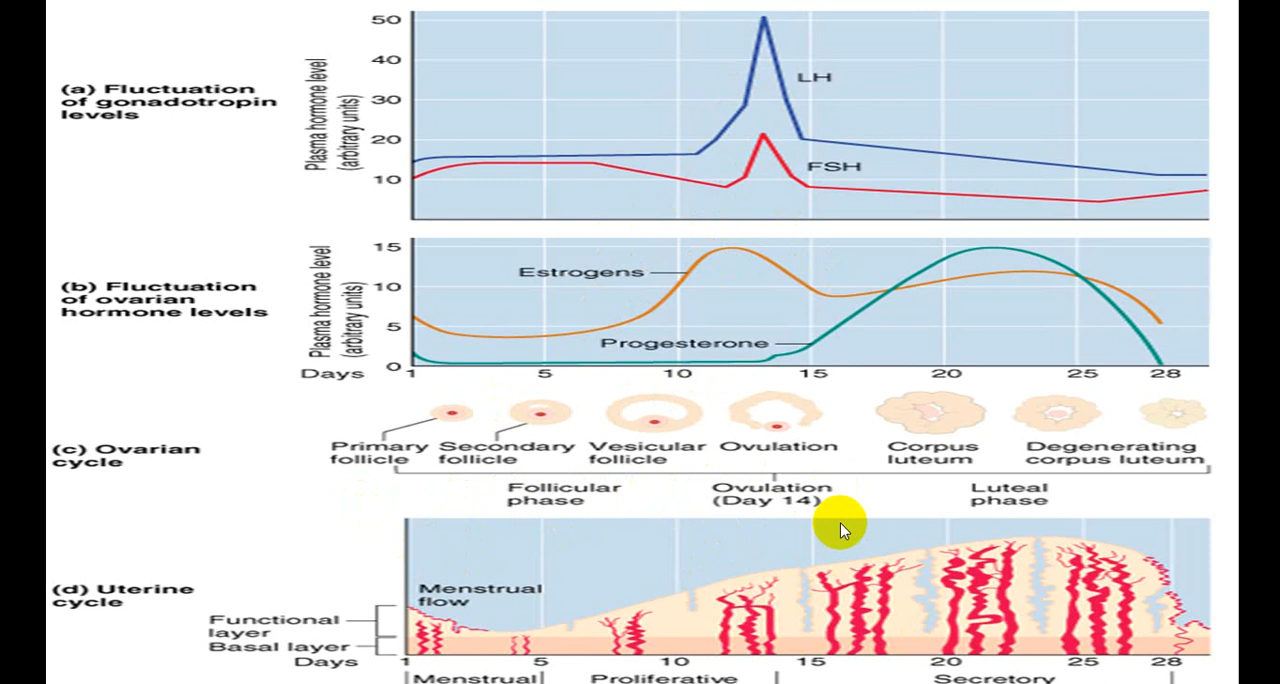 (a) Fluctuation
of gonadotropin
levels
Plasma hormone level
(arbitrary units)
50
40
30
20
10
LH
FSH
(b) Fluctuation
of ovarian
hormone levels
Plasma hormone level
(arbitrary units)
15
10
5
0
Estrogens
Progesterone
Days 1 5 10 15 20 25 28
(c) Ovarian
cycle
Primary
follicle
Secondary
follicle
Vesicular
follicle
Ovulation
Corpus
luteum
Degenerating
corpus luteum
Follicular
phase
Ovulation
(Day 14)
Luteal
phase
(d) Uterine
cycle
Menstrual
flow
Functional
layer
Basal layer
Days 1 5 10 15 20 25 28
Menstrual Proliferative Secretory